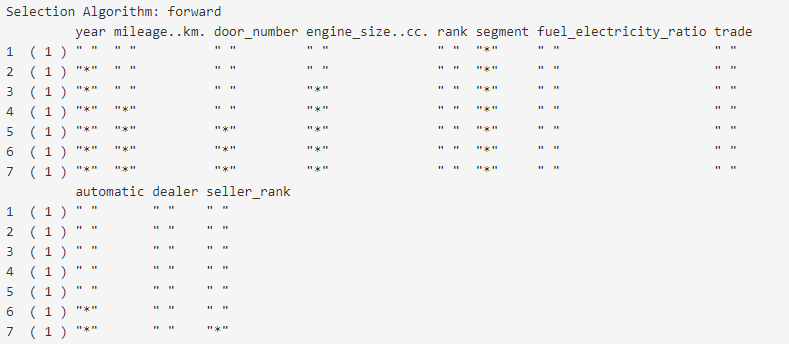 Selection Algorithm: forward
         year mileage..km. door_number engine_size..cc. rank segment fuel_electricity_ratio trade
1  ( 1 ) " "  " "          " "         " "              " "  "*"     " "                    " "
2  ( 1 ) "*"  " "          " "         " "              " "  "*"     " "                    " "
3  ( 1 ) "*"  " "          " "         "*"              " "  "*"     " "                    " "
4  ( 1 ) "*"  "*"          " "         "*"              " "  "*"     " "                    " "
5  ( 1 ) "*"  "*"          "*"         "*"              " "  "*"     " "                    " "
6  ( 1 ) "*"  "*"          "*"         "*"              " "  "*"     " "                    " "
7  ( 1 ) "*"  "*"          "*"         "*"              " "  "*"     " "                    " "
         automatic dealer seller_rank
1  ( 1 ) " "       " "    " "
2  ( 1 ) " "       " "    " "
3  ( 1 ) " "       " "    " "
4  ( 1 ) " "       " "    " "
5  ( 1 ) " "       " "    " "
6  ( 1 ) "*"       " "    " "
7  ( 1 ) "*"       " "    "*"